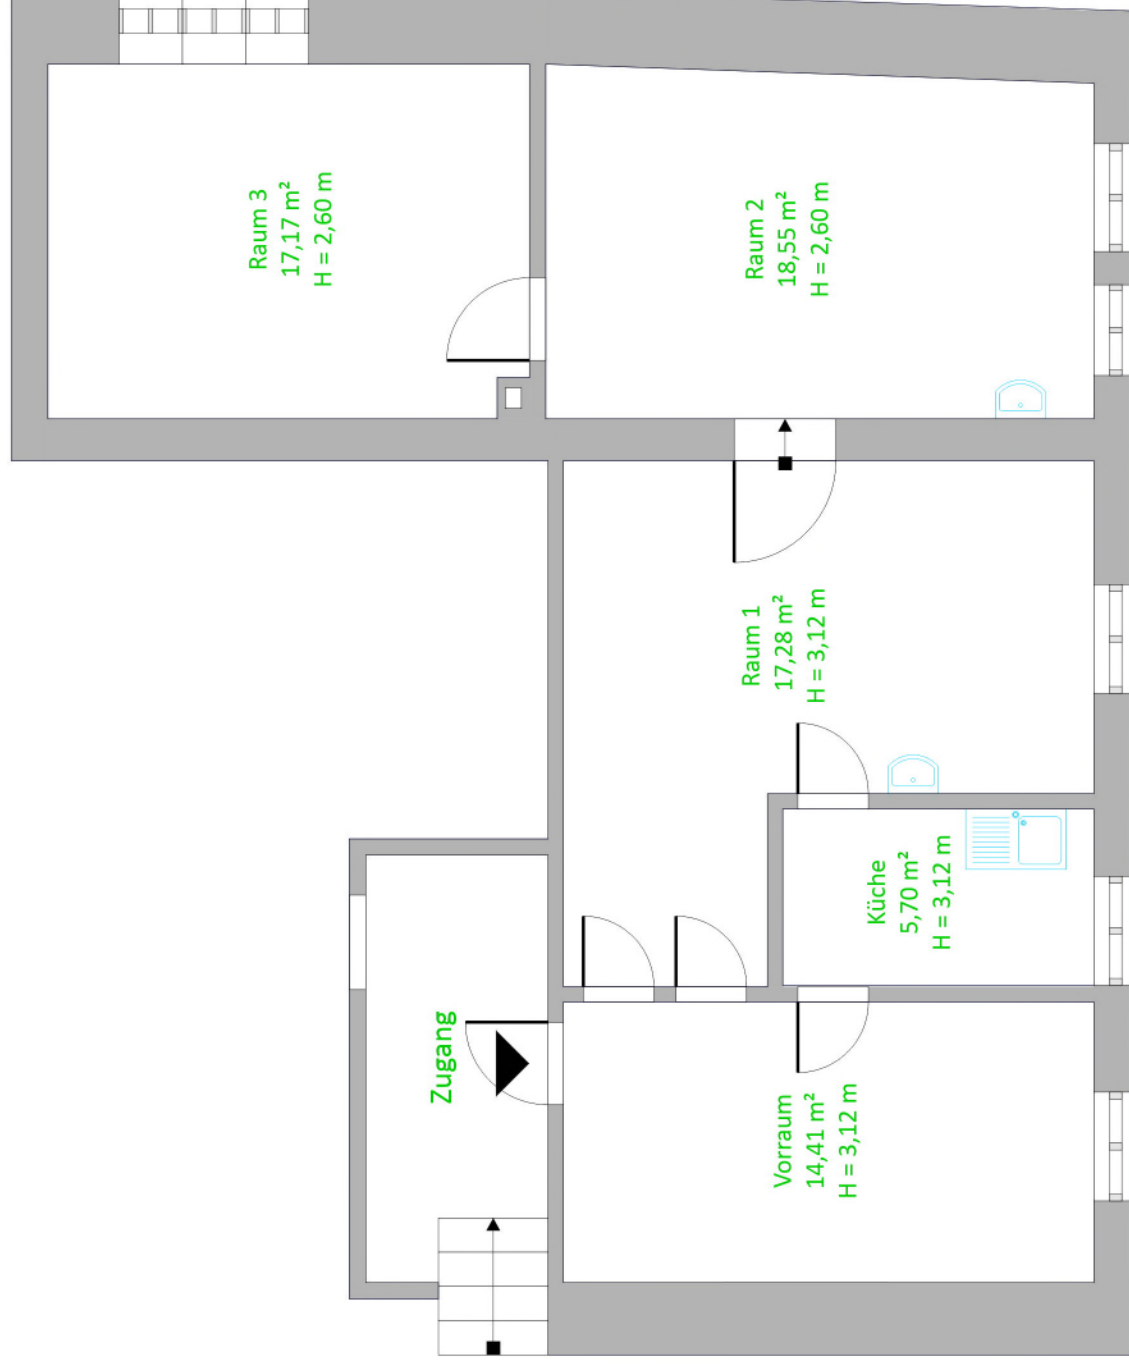 Raum 3
17,17 m²
H = 2,60 m
Raum 2
18,55 m²
H = 2,60 m
Raum 1
17,28 m²
H = 3,12 m
Küche
5,70 m²
H = 3,12 m
Zugang
Vorraum
14,41 m²
H = 3,12 m